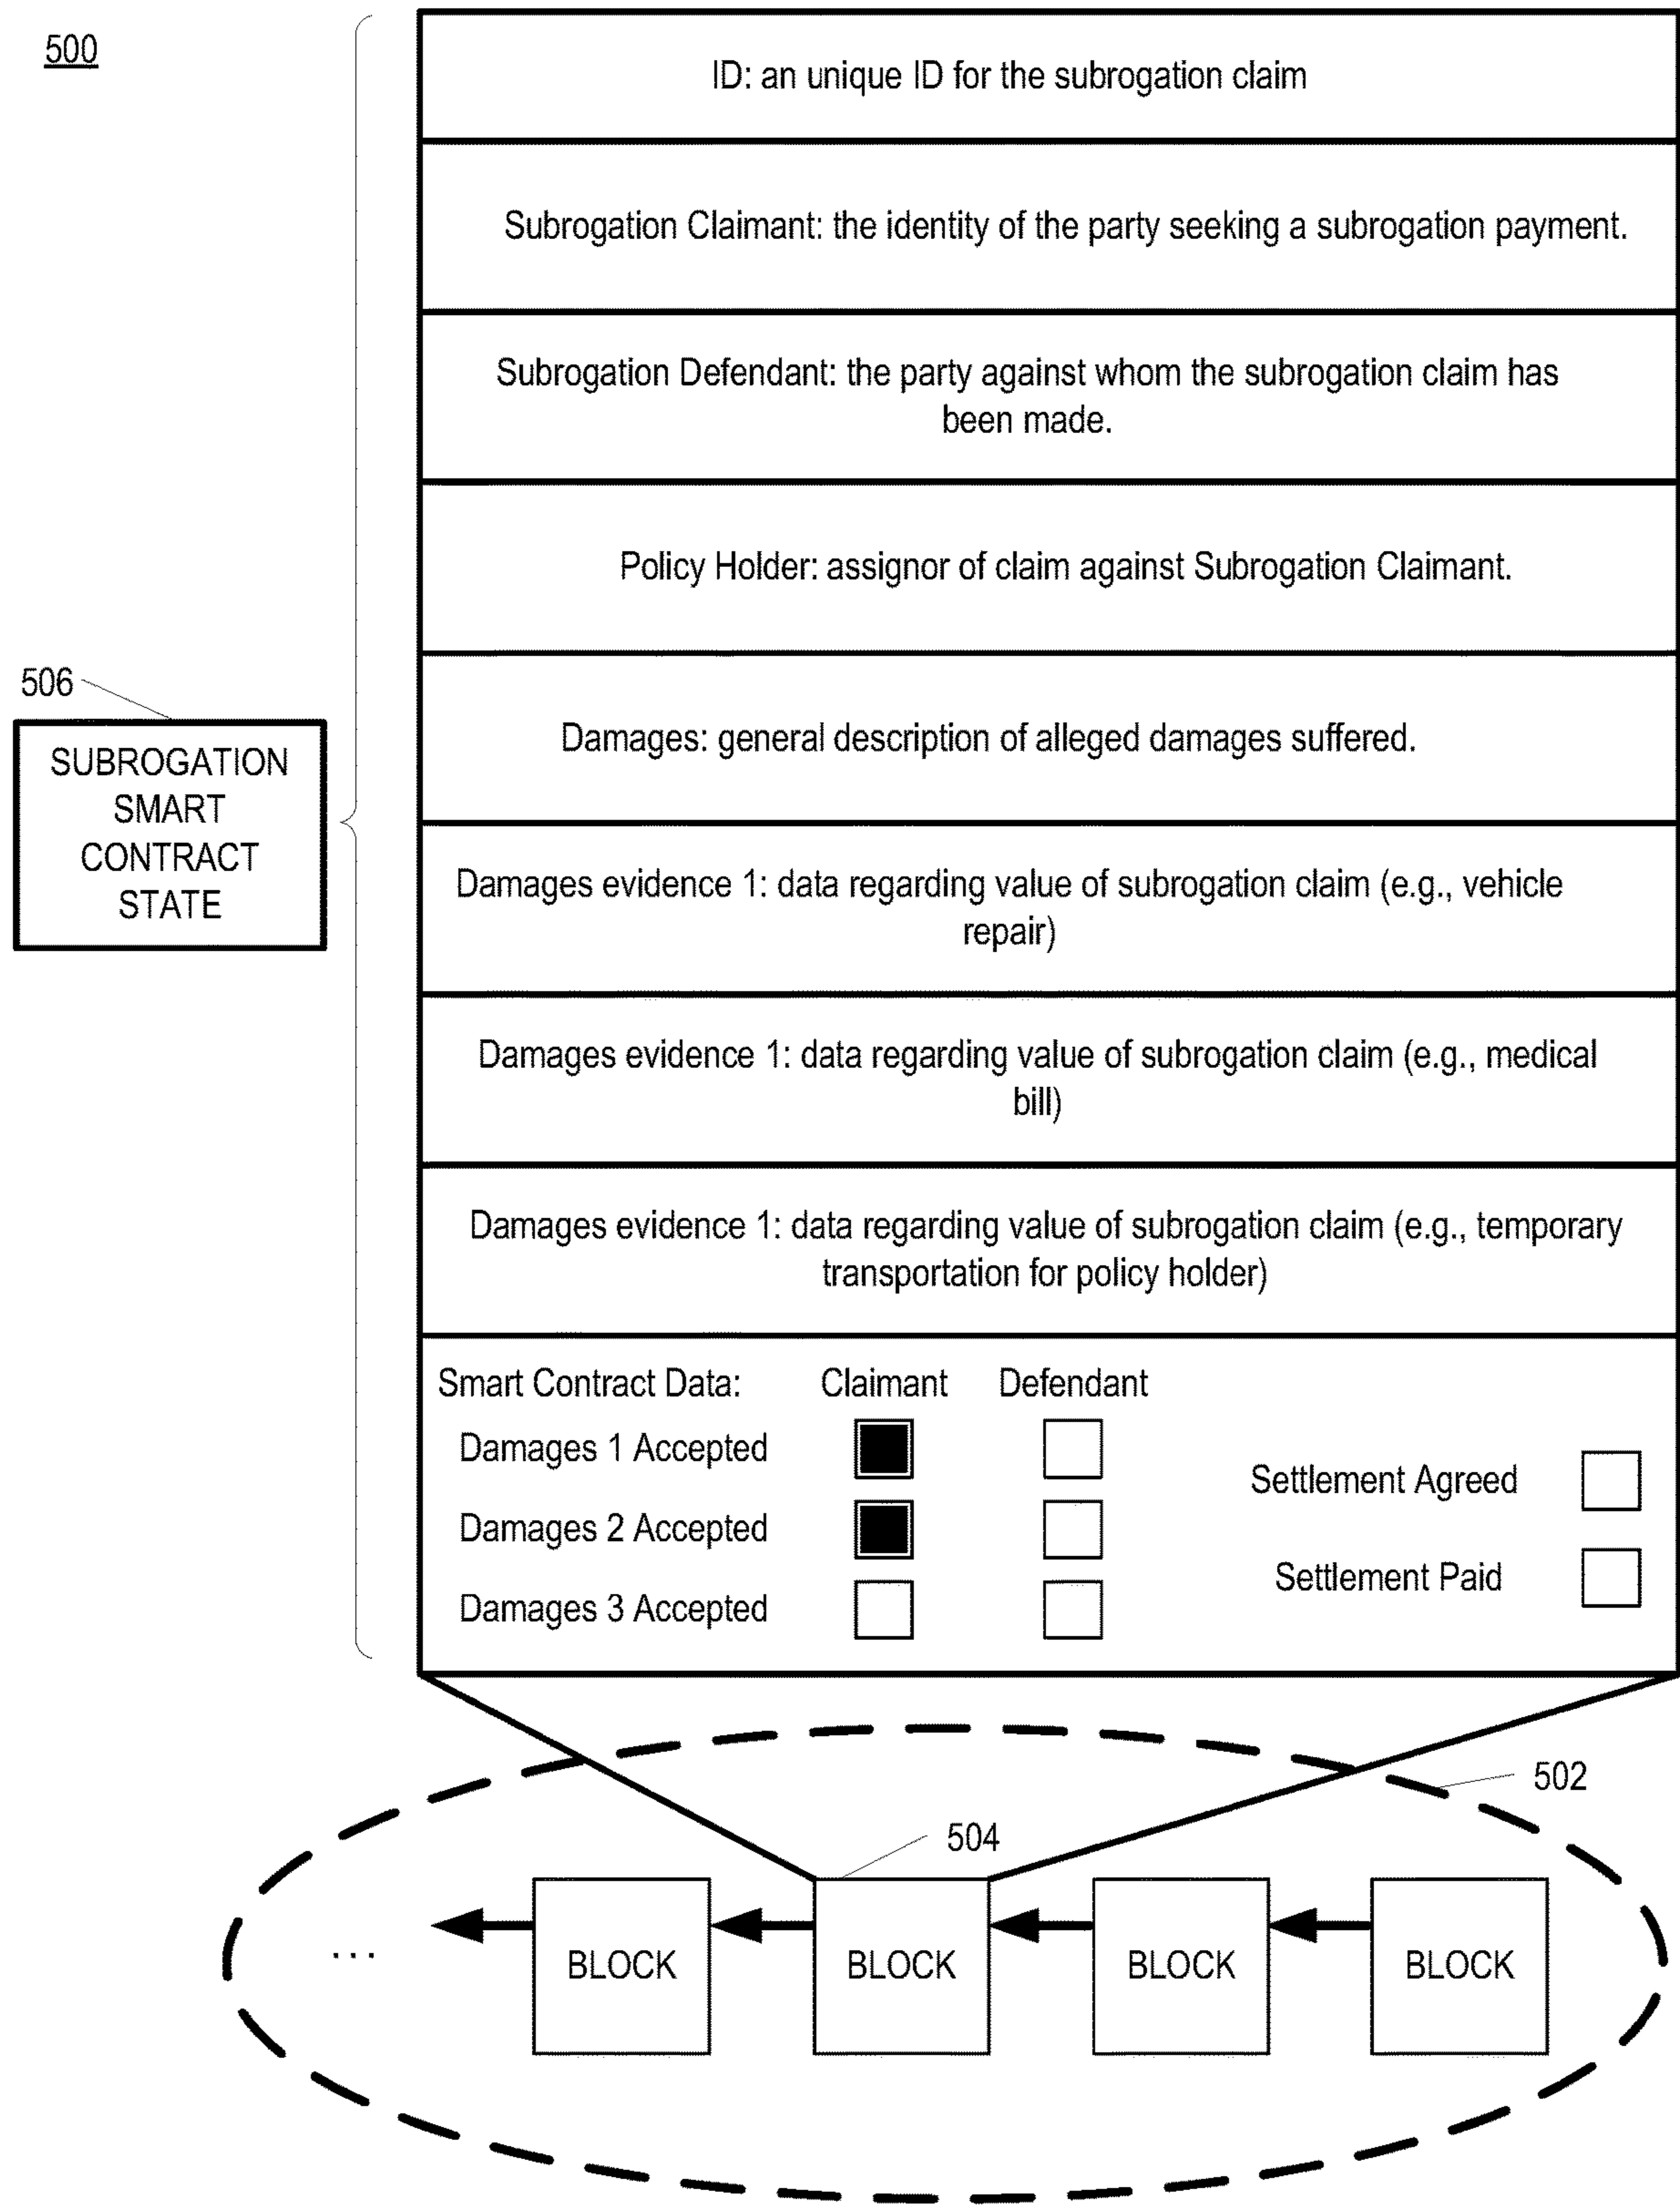 500
ID: an unique ID for the subrogation claim
Subrogation Claimant: the identity of the party seeking a subrogation payment.
Subrogation Defendant: the party against whom the subrogation claim has
been made.
Policy Holder: assignor of claim against Subrogation Claimant.
506
SUBROGATION
SMART
CONTRACT
STATE
Damages: general description of alleged damages suffered.
Damages evidence 1: data regarding value of subrogation claim (e.g., vehicle
repair)
Damages evidence 1: data regarding value of subrogation claim (e.g., medical
bill)
Damages evidence 1: data regarding value of subrogation claim (e.g., temporary
transportation for policy holder)
Smart Contract Data: Claimant Defendant
Damages 1 Accepted
Damages 2 Accepted
Damages 3 Accepted
Settlement Agreed
Settlement Paid
502
504
...
BLOCK
BLOCK
BLOCK
BLOCK